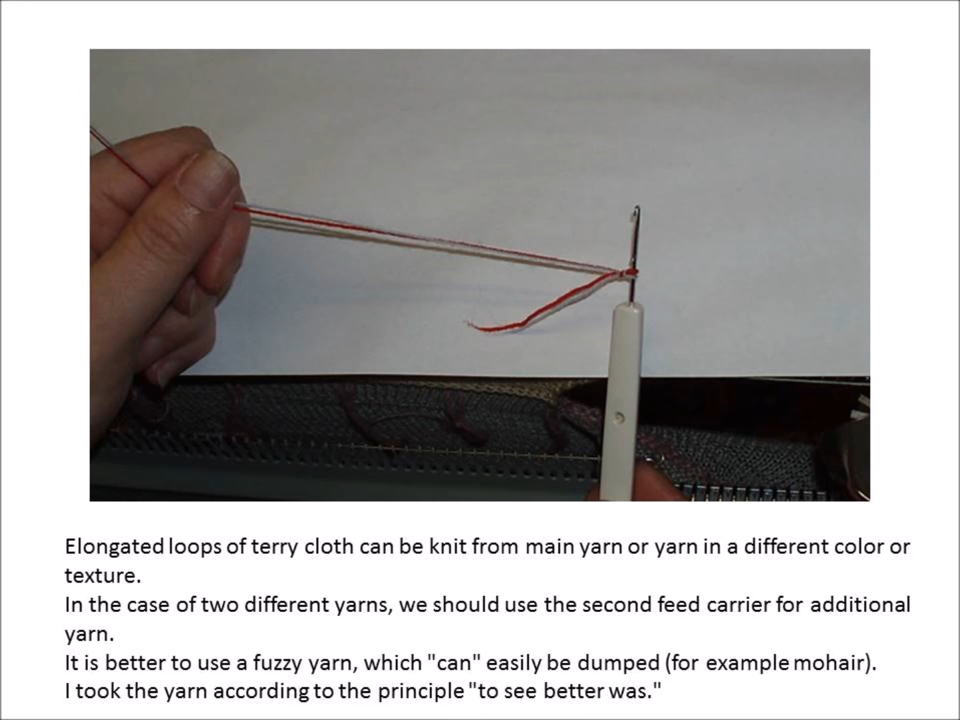 Elongated loops of terry cloth can be knit from main yarn or yarn in a different color or
texture.
In the case of two different yarns, we should use the second feed carrier for additional
yarn.
It is better to use a fuzzy yarn, which "can" easily be dumped (for example mohair).
I took the yarn according to the principle "to see better was."